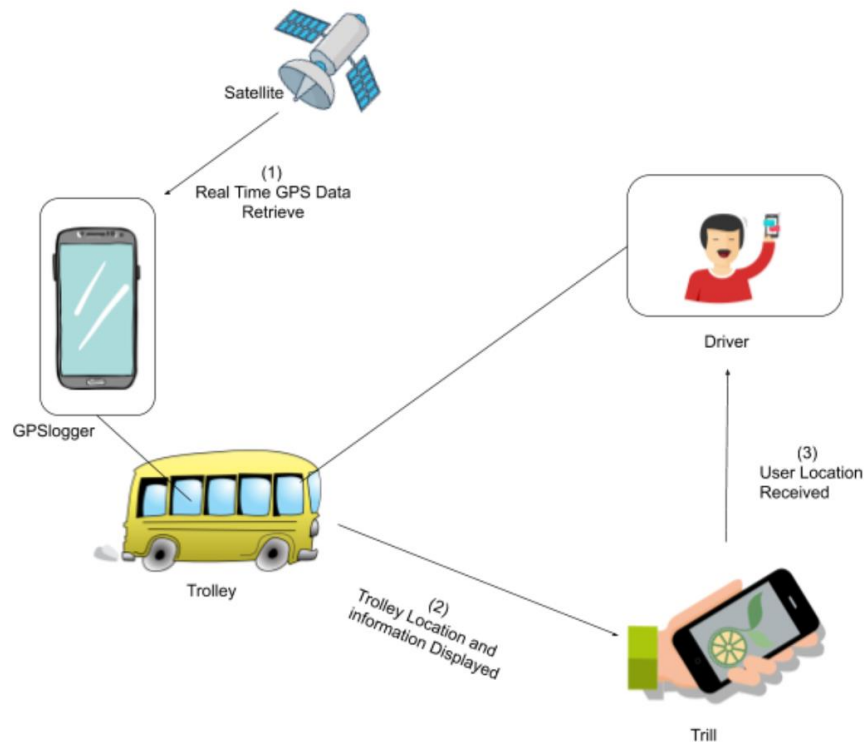 Satellite
(1)
Real Time GPS Data
Retrieve
GPSlogger
Driver
(3)
User Location
Received
Trolley
(2)
Trolley Location and
information Displayed
Trill